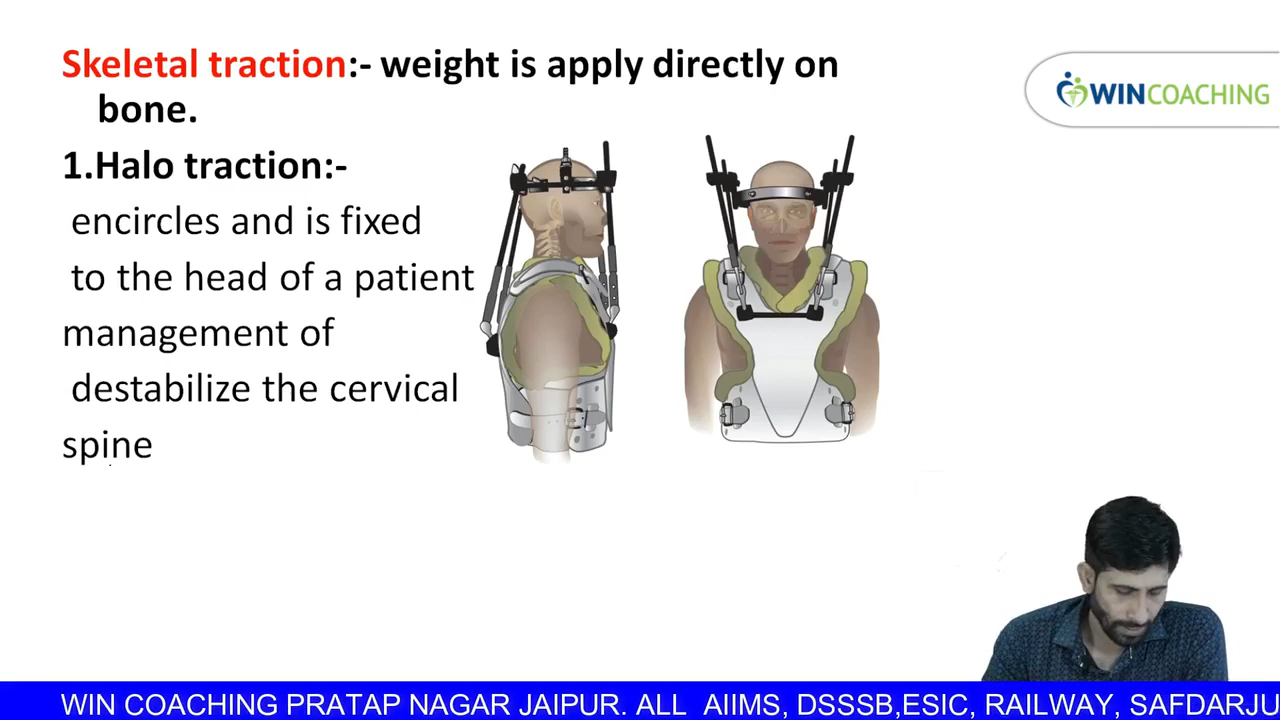 Skeletal traction:- weight is apply directly on
bone.
1.Halo traction:-
encircles and is fixed
to the head of a patient
management of
destabilize the cervical
spine
WINCOACHING
WIN COACHING PRATAP NAGAR JAIPUR. ALL AIIMS, DSSSB,ESIC, RAILWAY, SAFDARJU